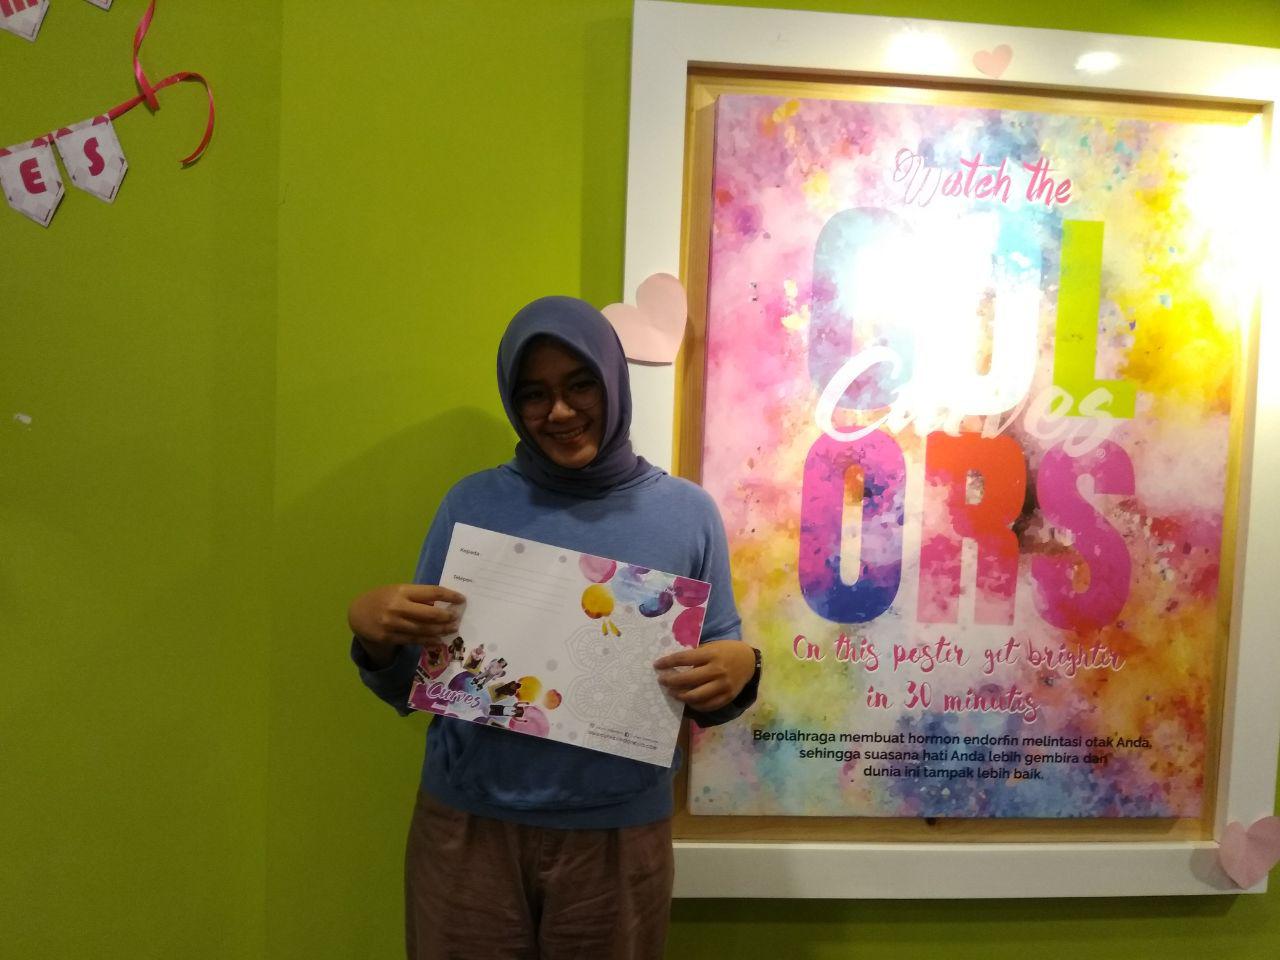 ES
Watch the
COL
Curves®
ORS
On this poster get brighter
in 30 minutes
Berolahraga membuat hormon endorfin melintasi otak Anda,
sehingga suasana hati Anda lebih gembira dan
dunia ini tampak lebih baik.
Kepada :
Telepon :
Curves